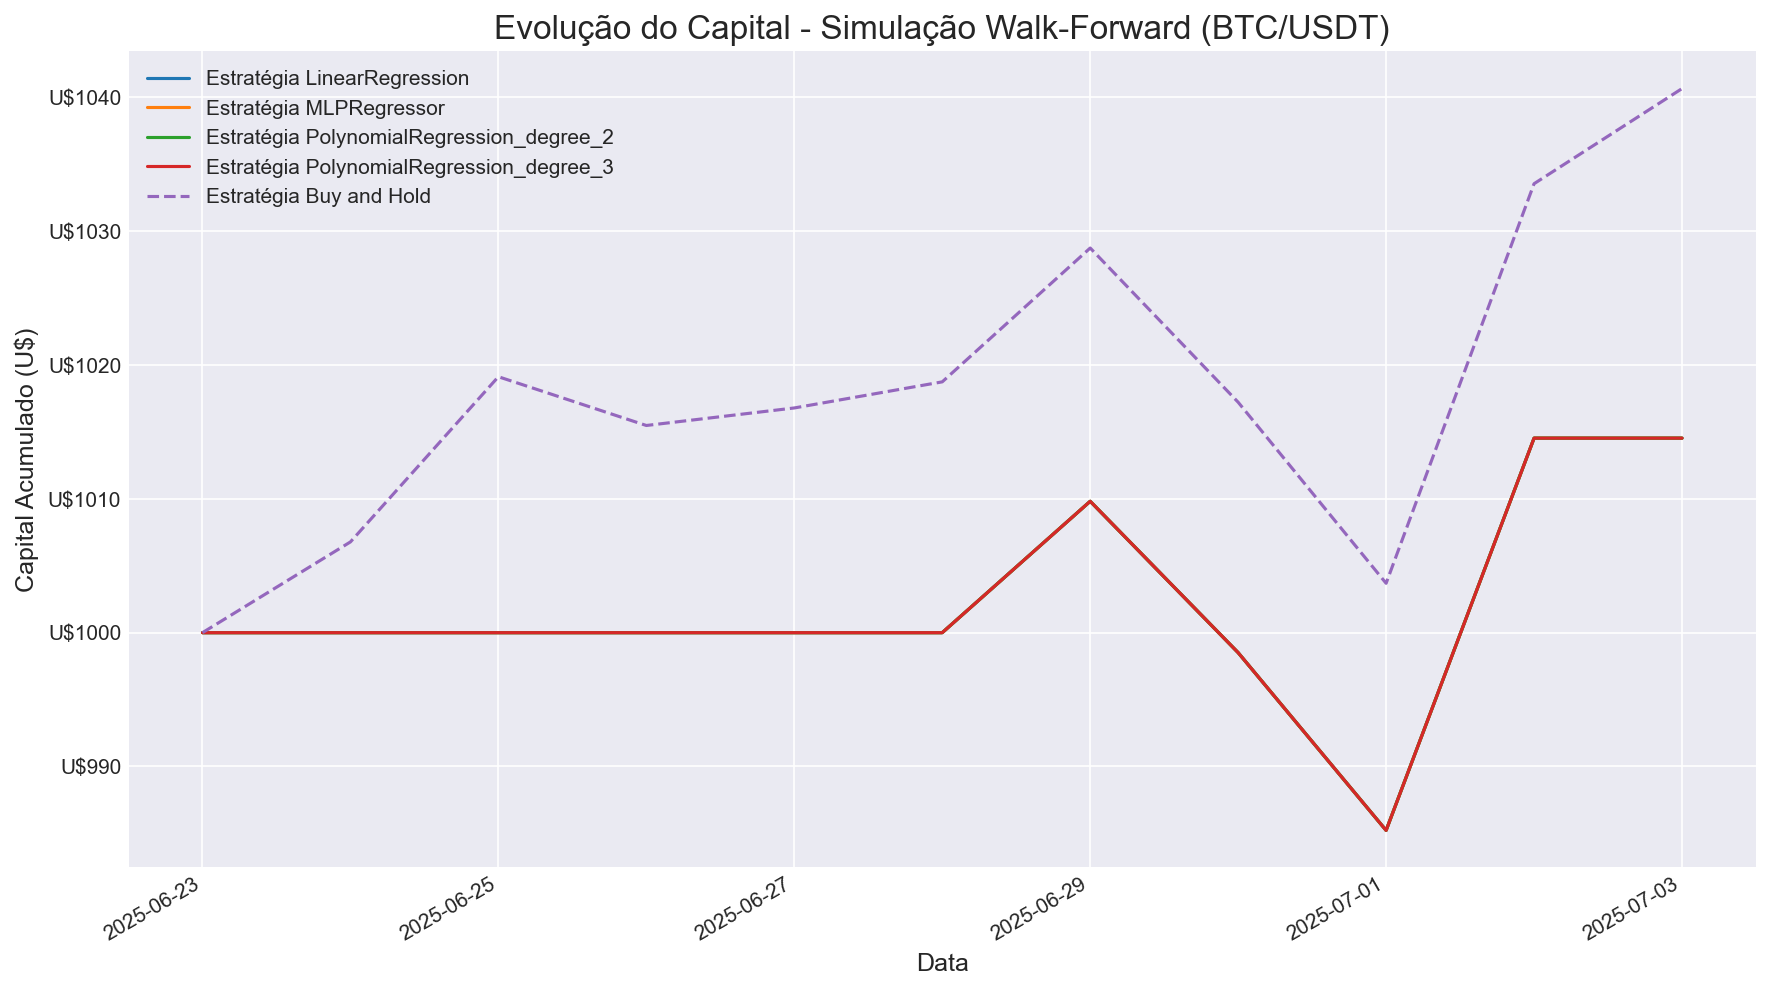 Evolução do Capital - Simulação Walk-Forward (BTC/USDT)
Estratégia LinearRegression
Estratégia MLPRegressor
Estratégia PolynomialRegression_degree_2
Estratégia PolynomialRegression_degree_3
Estratégia Buy and Hold
Capital Acumulado (U$)
U$1040
U$1030
U$1020
U$1010
U$1000
U$990
2025-06-23
2025-06-25
2025-06-27
2025-06-29
2025-07-01
2025-07-03
Data